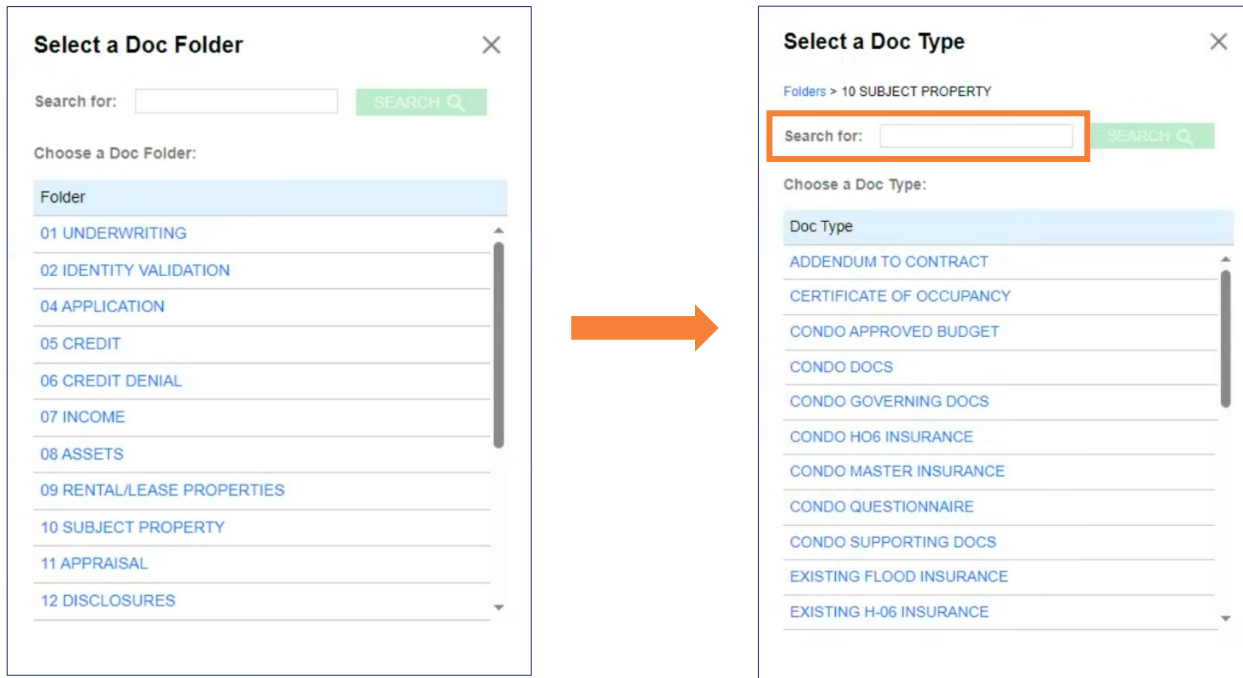 Select a Doc Folder
Search for:
SEARCH
Choose a Doc Folder:
Folder
01 UNDERWRITING
02 IDENTITY VALIDATION
04 APPLICATION
05 CREDIT
06 CREDIT DENIAL
07 INCOME
08 ASSETS
09 RENTAL/LEASE PROPERTIES
10 SUBJECT PROPERTY
11 APPRAISAL
12 DISCLOSURES
Select a Doc Type
Folders > 10 SUBJECT PROPERTY
Search for:
SEARCH
Choose a Doc Type:
Doc Type
ADDENDUM TO CONTRACT
CERTIFICATE OF OCCUPANCY
CONDO APPROVED BUDGET
CONDO DOCS
CONDO GOVERNING DOCS
CONDO HO6 INSURANCE
CONDO MASTER INSURANCE
CONDO QUESTIONNAIRE
CONDO SUPPORTING DOCS
EXISTING FLOOD INSURANCE
EXISTING H-06 INSURANCE